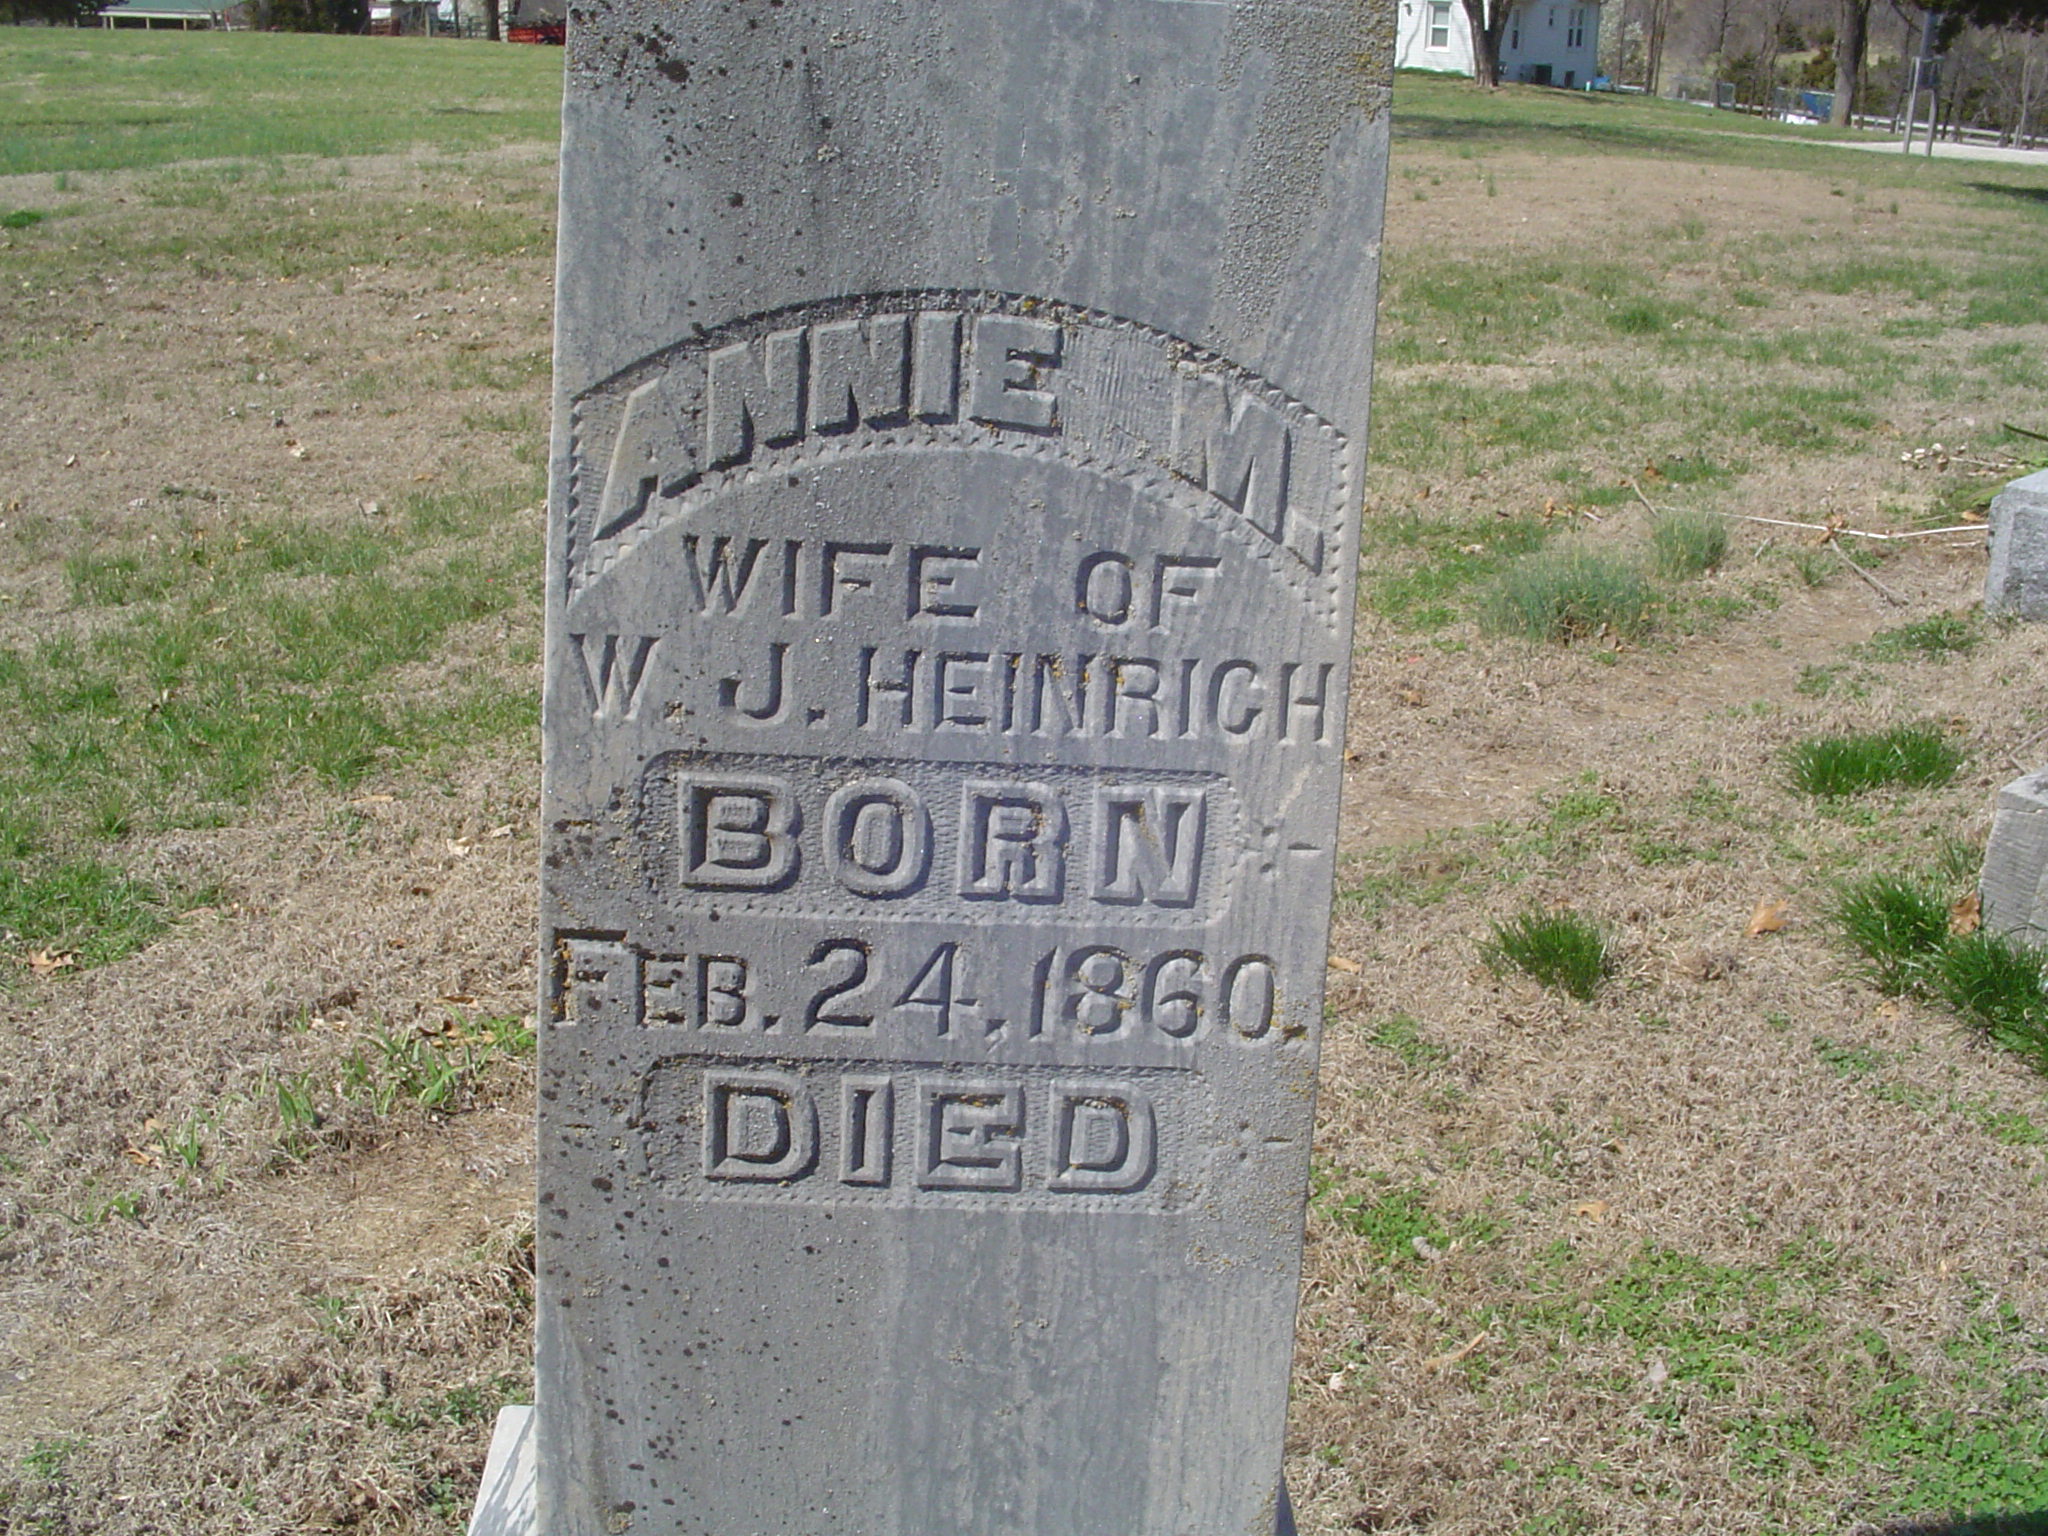 ANNIE M.
WIFE OF
W. J. HEINRICH
BORN
FEB. 24, 1860.
DIED